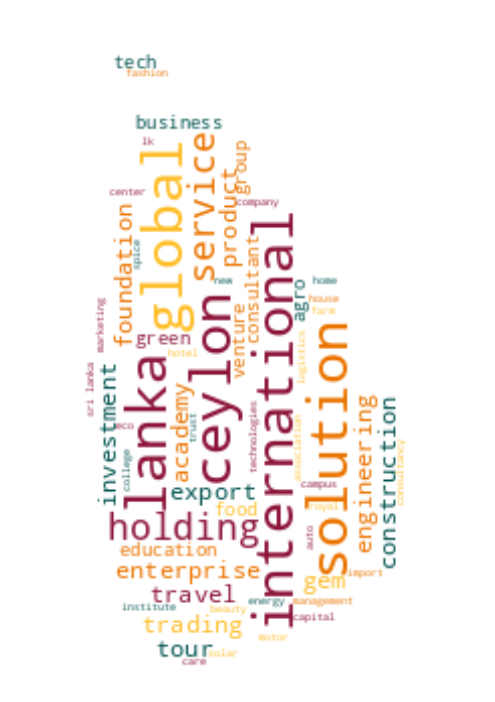 tech
fashion
business
lk
global
service
group
product
center
company
foundation
spice
international
consultant
ceylon
new
home
agro
house
farm
marketing
venture
green
hotel
logistics
solution
lanka
sri lanka
investment
academy
trust
eco
college
technologies
association
engineering
construction
consultancy
export
campus
food
royal
holding
auto
education
enterprise
gem
import
travel
energy
management
institute
beauty
capital
trading
motor
tour
solar
care